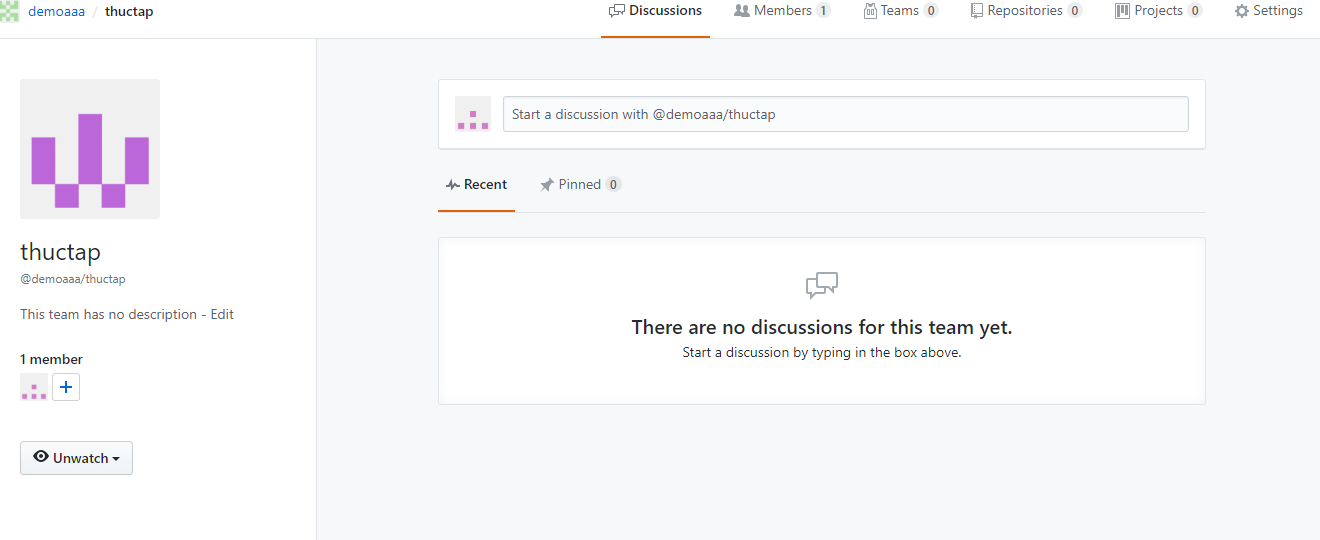 demoaaa / thuctap
Discussions Members 1 Teams 0 Repositories 0 Projects 0 Settings
Start a discussion with @demoaaa/thuctap
Recent Pinned 0
thuctap
@demoaaa/thuctap
This team has no description - Edit
1 member
Unwatch
There are no discussions for this team yet.
Start a discussion by typing in the box above.